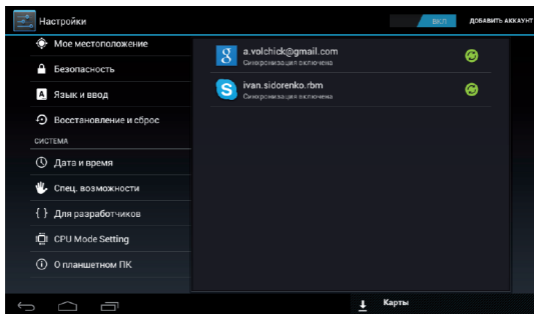 Настройки
ВКЛ
ДОБАВИТЬ АККАУНТ
Мое местоположение
Безопасность
Язык и ввод
Восстановление и сброс
СИСТЕМА
Дата и время
Спец. возможности
Для разработчиков
CPU Mode Setting
О планшетном ПК
a.volchick@gmail.com
Синхронизация включена
ivan.sidorenko.rbm
Синхронизация включена
Карты